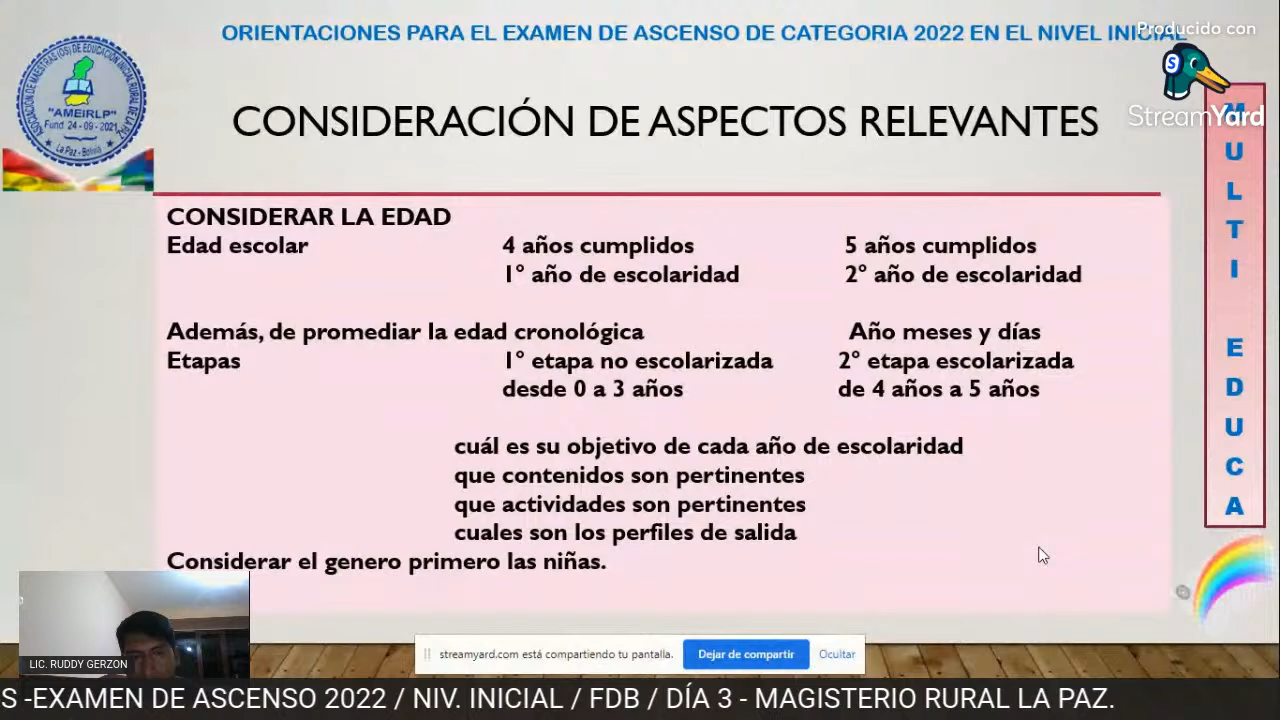 ORIENTACIONES PARA EL EXAMEN DE ASCENSO DE CATEGORIA 2022 EN EL NIVEL INICIAL
Producido con
StreamYard
"AMEIRLP"
Fund 24-09-2021
La Paz - Bolivia
CONSIDERACIÓN DE ASPECTOS RELEVANTES
MULTI EDUCA
CONSIDERAR LA EDAD
Edad escolar 4 años cumplidos 5 años cumplidos
1° año de escolaridad 2° año de escolaridad
Además, de promediar la edad cronológica Año meses y días
Etapas 1° etapa no escolarizada 2° etapa escolarizada
desde 0 a 3 años de 4 años a 5 años
cuál es su objetivo de cada año de escolaridad
que contenidos son pertinentes
que actividades son pertinentes
cuales son los perfiles de salida
Considerar el genero primero las niñas.
LIC. RUDDY GERZON
streamyard.com está compartiendo tu pantalla. Dejar de compartir Ocultar
S -EXAMEN DE ASCENSO 2022 / NIV. INICIAL / FDB / DÍA 3 - MAGISTERIO RURAL LA PAZ.